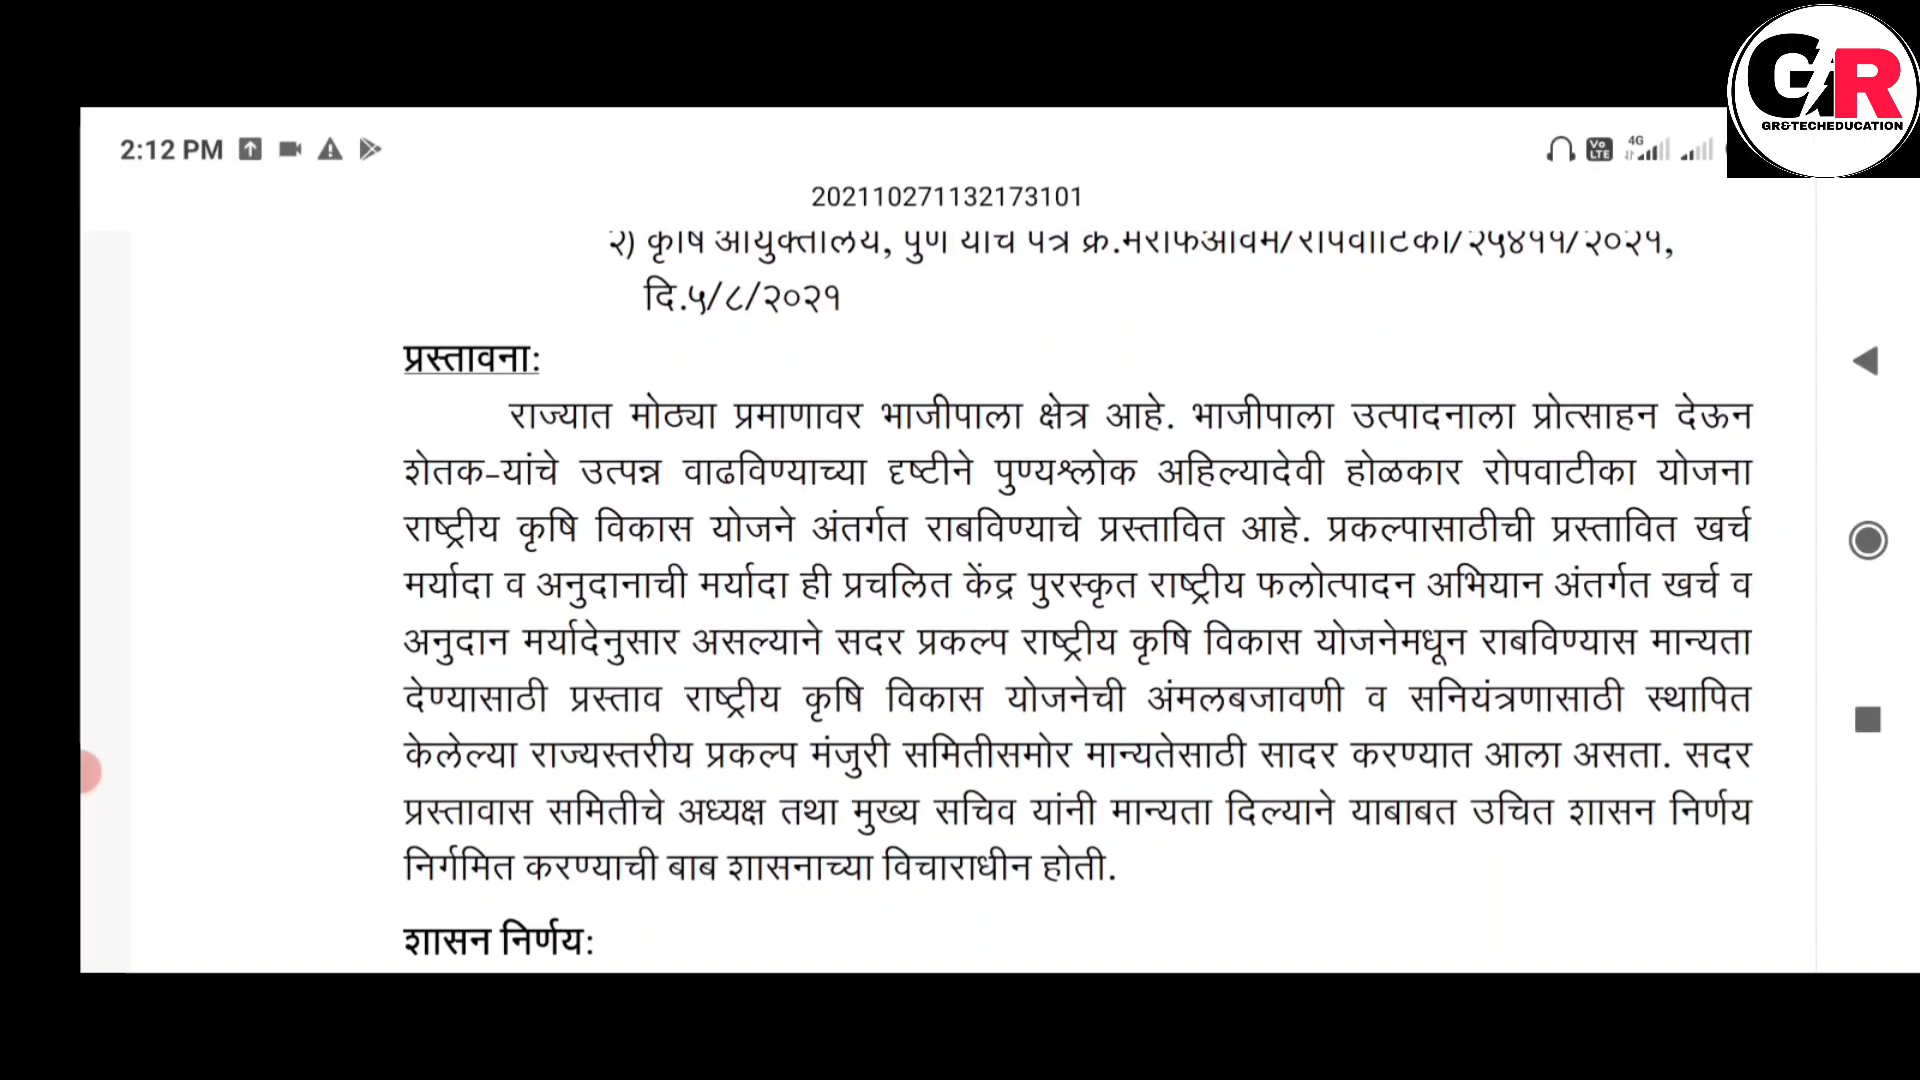 2:12 PM
4G
Vo
LTE
GR
GR&TECHEDUCATION
202110271132173101
२) कृषि आयुक्तालय, पुणे यांचे पत्र क्र.मराफआवम/रोपवाटिका/२५४११/२०२१,
दि.५/८/२०२१
प्रस्तावना:
राज्यात मोठ्या प्रमाणावर भाजीपाला क्षेत्र आहे. भाजीपाला उत्पादनाला प्रोत्साहन देऊन
शेतक-यांचे उत्पन्न वाढविण्याच्या दृष्टीने पुण्यश्लोक अहिल्यादेवी होळकार रोपवाटीका योजना
राष्ट्रीय कृषि विकास योजने अंतर्गत राबविण्याचे प्रस्तावित आहे. प्रकल्पासाठीची प्रस्तावित खर्च
मर्यादा व अनुदानाची मर्यादा ही प्रचलित केंद्र पुरस्कृत राष्ट्रीय फलोत्पादन अभियान अंतर्गत खर्च व
अनुदान मर्यादेनुसार असल्याने सदर प्रकल्प राष्ट्रीय कृषि विकास योजनेमधून राबविण्यास मान्यता
देण्यासाठी प्रस्ताव राष्ट्रीय कृषि विकास योजनेची अंमलबजावणी व सनियंत्रणासाठी स्थापित
केलेल्या राज्यस्तरीय प्रकल्प मंजुरी समितीसमोर मान्यतेसाठी सादर करण्यात आला असता. सदर
प्रस्तावास समितीचे अध्यक्ष तथा मुख्य सचिव यांनी मान्यता दिल्याने याबाबत उचित शासन निर्णय
निर्गमित करण्याची बाब शासनाच्या विचाराधीन होती.
शासन निर्णय: